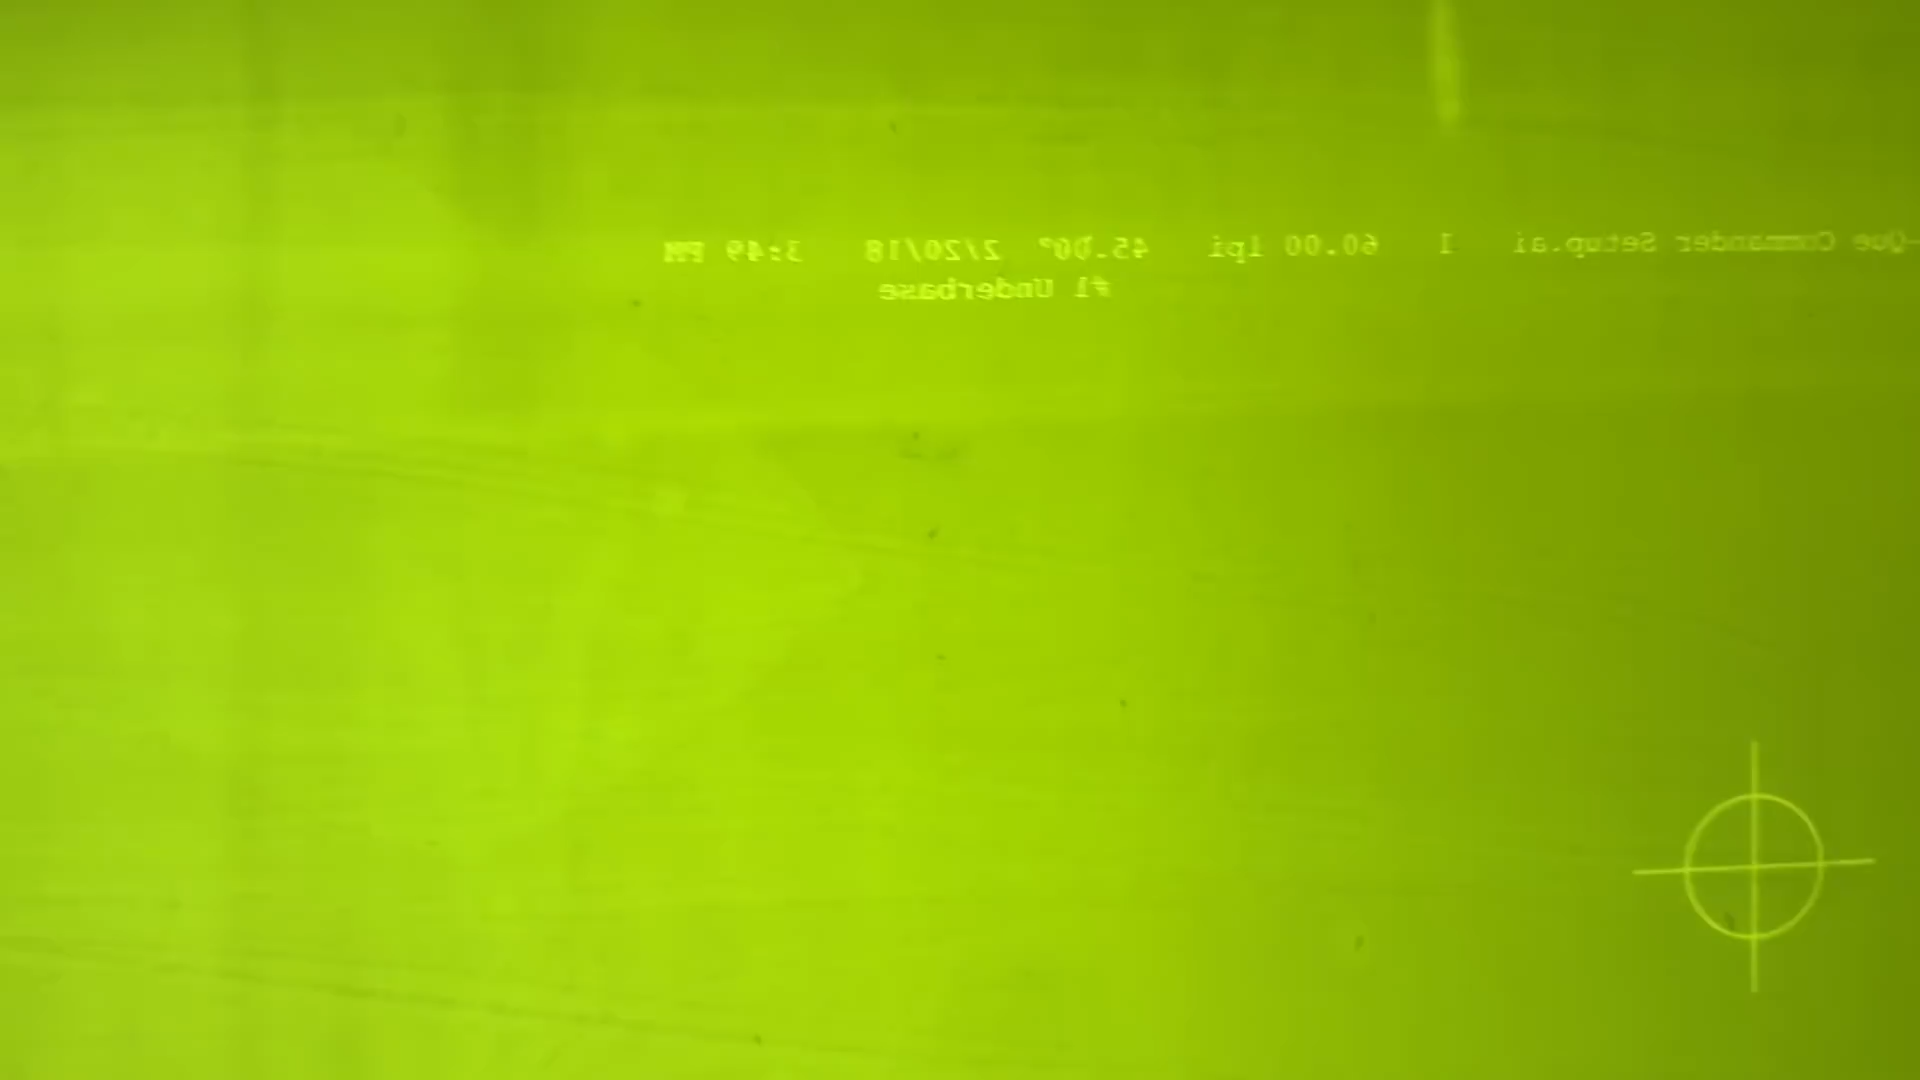 -Que Commander Setup.ai 1 60.00 lpi 45.00° 2/20/18 3:49 PM
#1 Underbase